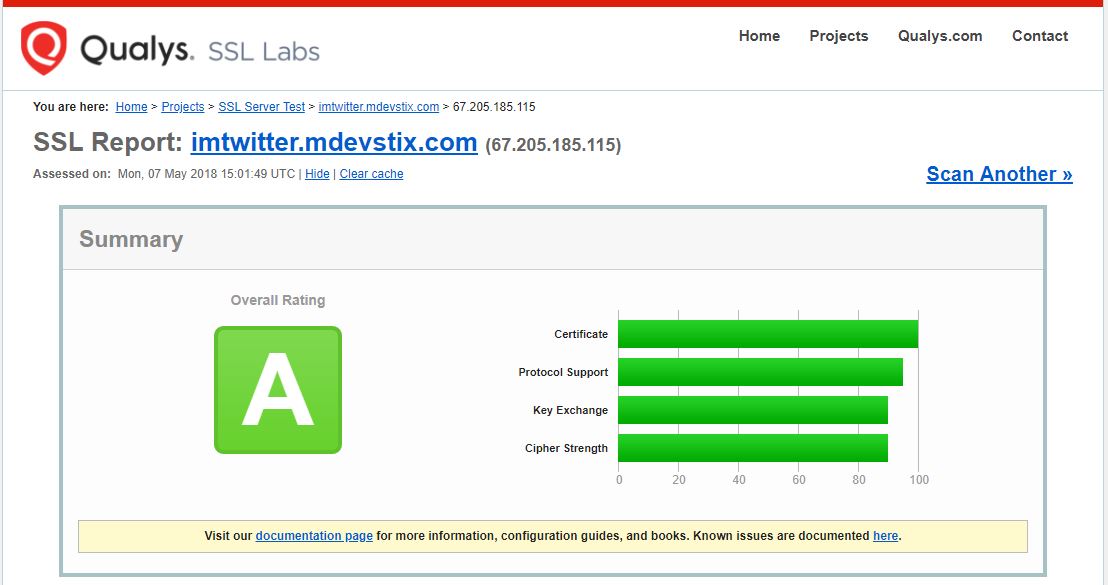 Qualys. SSL Labs
Home Projects Qualys.com Contact
You are here: Home > Projects > SSL Server Test > imtwitter.mdevstix.com > 67.205.185.115
SSL Report: imtwitter.mdevstix.com (67.205.185.115)
Assessed on: Mon, 07 May 2018 15:01:49 UTC | Hide | Clear cache
Scan Another »
Summary
Overall Rating
A
Certificate
Protocol Support
Key Exchange
Cipher Strength
0 20 40 60 80 100
Visit our documentation page for more information, configuration guides, and books. Known issues are documented here.